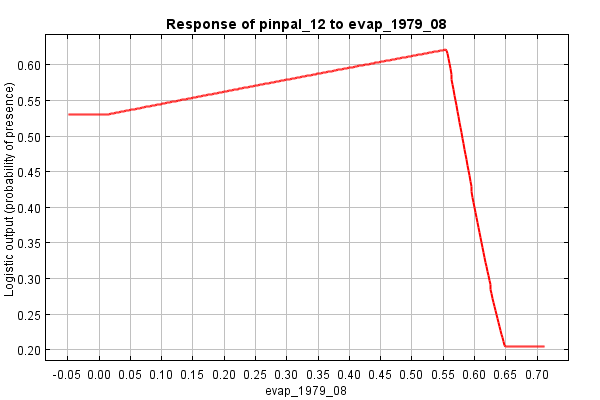 Response of pinpal_12 to evap_1979_08
Logistic output (probability of presence)
0.60
0.55
0.50
0.45
0.40
0.35
0.30
0.25
0.20
-0.05 0.00 0.05 0.10 0.15 0.20 0.25 0.30 0.35 0.40 0.45 0.50 0.55 0.60 0.65 0.70
evap_1979_08